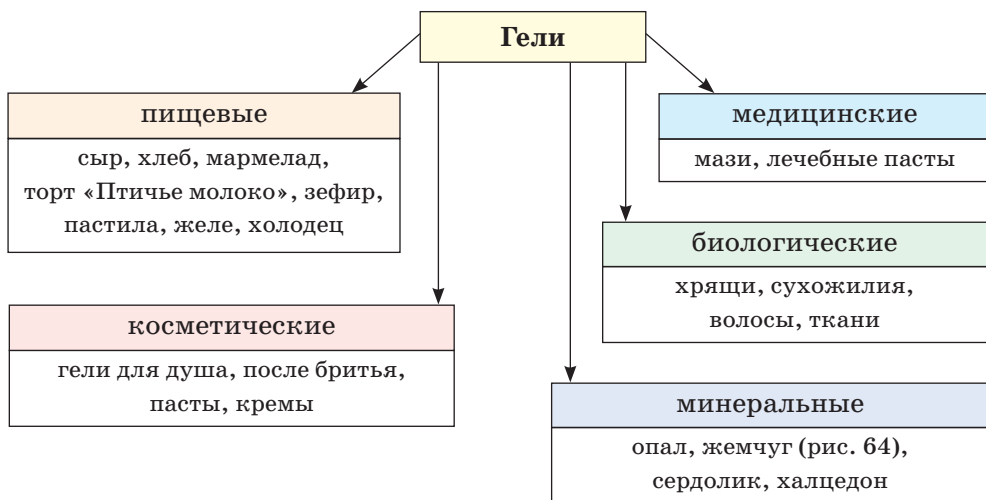 Гели
пищевые
сыр, хлеб, мармелад,
торт «Птичье молоко», зефир,
пастила, желе, холодец
медицинские
мази, лечебные пасты
биологические
хрящи, сухожилия,
волосы, ткани
косметические
гели для душа, после бритья,
пасты, кремы
минеральные
опал, жемчуг (рис. 64),
сердолик, халцедон